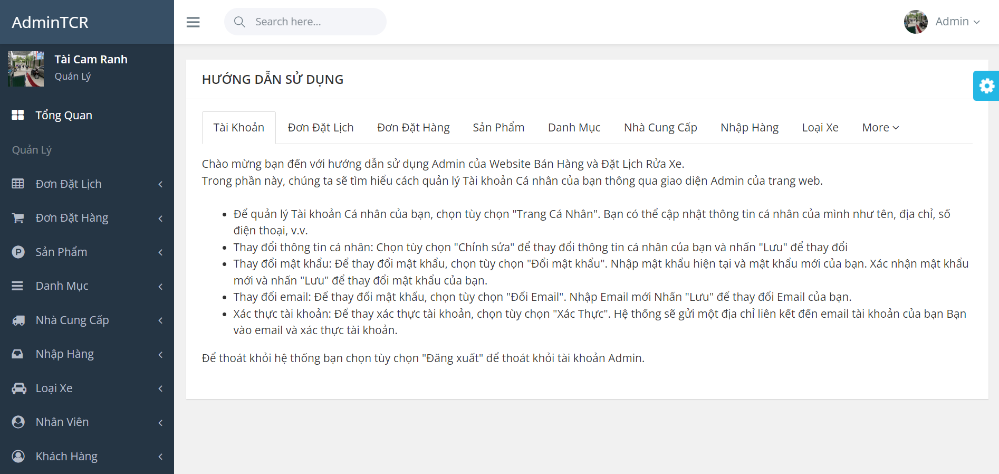 AdminTCR
Search here...
Admin
Tài Cam Ranh
Quản Lý
Tổng Quan
Quản Lý
Đơn Đặt Lịch
Đơn Đặt Hàng
Sản Phẩm
Danh Mục
Nhà Cung Cấp
Nhập Hàng
Loại Xe
Nhân Viên
Khách Hàng
HƯỚNG DẪN SỬ DỤNG
Tài Khoản Đơn Đặt Lịch Đơn Đặt Hàng Sản Phẩm Danh Mục Nhà Cung Cấp Nhập Hàng Loại Xe More
Chào mừng bạn đến với hướng dẫn sử dụng Admin của Website Bán Hàng và Đặt Lịch Rửa Xe.
Trong phần này, chúng ta sẽ tìm hiểu cách quản lý Tài khoản Cá nhân của bạn thông qua giao diện Admin của trang web.
• Để quản lý Tài khoản Cá nhân của bạn, chọn tùy chọn "Trang Cá Nhân". Bạn có thể cập nhật thông tin cá nhân của mình như tên, địa chỉ, số
điện thoại, v.v.
• Thay đổi thông tin cá nhân: Chọn tùy chọn "Chỉnh sửa" để thay đổi thông tin cá nhân của bạn và nhấn "Lưu" để thay đổi
• Thay đổi mật khẩu: Để thay đổi mật khẩu, chọn tùy chọn "Đổi mật khẩu". Nhập mật khẩu hiện tại và mật khẩu mới của bạn. Xác nhận mật khẩu
mới và nhấn "Lưu" để thay đổi mật khẩu của bạn.
• Thay đổi email: Để thay đổi mật khẩu, chọn tùy chọn "Đổi Email". Nhập Email mới Nhấn "Lưu" để thay đổi Email của bạn.
• Xác thực tài khoản: Để thay xác thực tài khoản, chọn tùy chọn "Xác Thực". Hệ thống sẽ gửi một địa chỉ liên kết đến email tài khoản của bạn Bạn
vào email và xác thực tài khoản.
Để thoát khỏi hệ thống bạn chọn tùy chọn "Đăng xuất" để thoát khỏi tài khoản Admin.